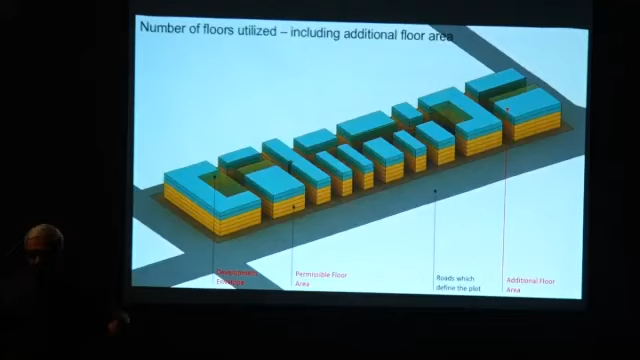 Number of floors utilized – including additional floor area
Development
Envelope
Permissible Floor
Area
Roads which
define the plot
Additional Floor
Area